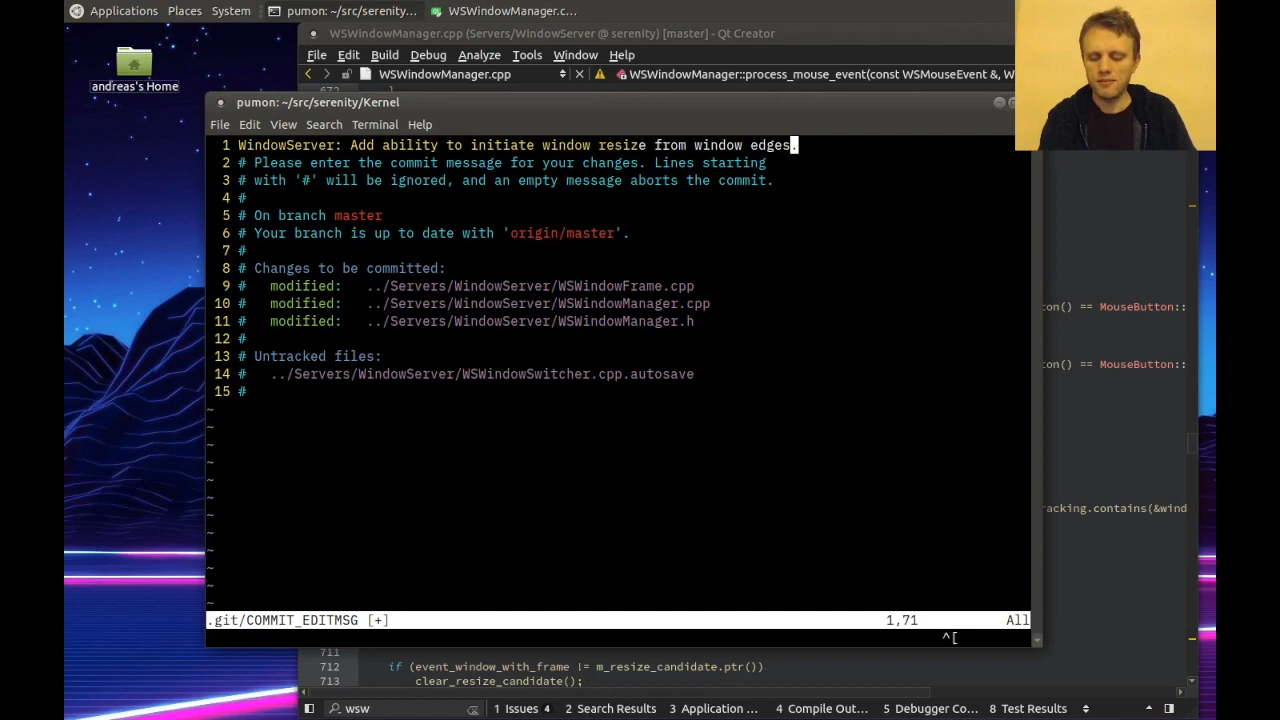 Applications Places System pumon: ~/src/serenity... WSWindowManager.c...
WSWindowManager.cpp (Servers/WindowServer @ serenity) [master] - Qt Creator
File Edit Build Debug Analyze Tools Window Help
WSWindowManager.cpp WSWindowManager::process_mouse_event(const WSMouseEvent &, W
andreas's Home
pumon: ~/src/serenity/Kernel
File Edit View Search Terminal Help
1 WindowServer: Add ability to initiate window resize from window edges.
2 # Please enter the commit message for your changes. Lines starting
3 # with '#' will be ignored, and an empty message aborts the commit.
4 #
5 # On branch master
6 # Your branch is up to date with 'origin/master'.
7 #
8 # Changes to be committed:
9 #   modified:   ../Servers/WindowServer/WSWindowFrame.cpp
10 #   modified:   ../Servers/WindowServer/WSWindowManager.cpp
11 #   modified:   ../Servers/WindowServer/WSWindowManager.h
12 #
13 # Untracked files:
14 #   ../Servers/WindowServer/WSWindowSwitcher.cpp.autosave
15 #
~
~
~
~
~
~
~
~
~
~
~
~
ton() == MouseButton::
ton() == MouseButton::
racking.contains(&wind
.git/COMMIT_EDITMSG [+] 1,71 All
^[
711
712 if (event_window_with_frame != m_resize_candidate.ptr())
713 clear_resize_candidate();
wsw 1 Issues 4 2 Search Results 3 Application ... 4 Compile Out... 5 Debugger Co... 8 Test Results